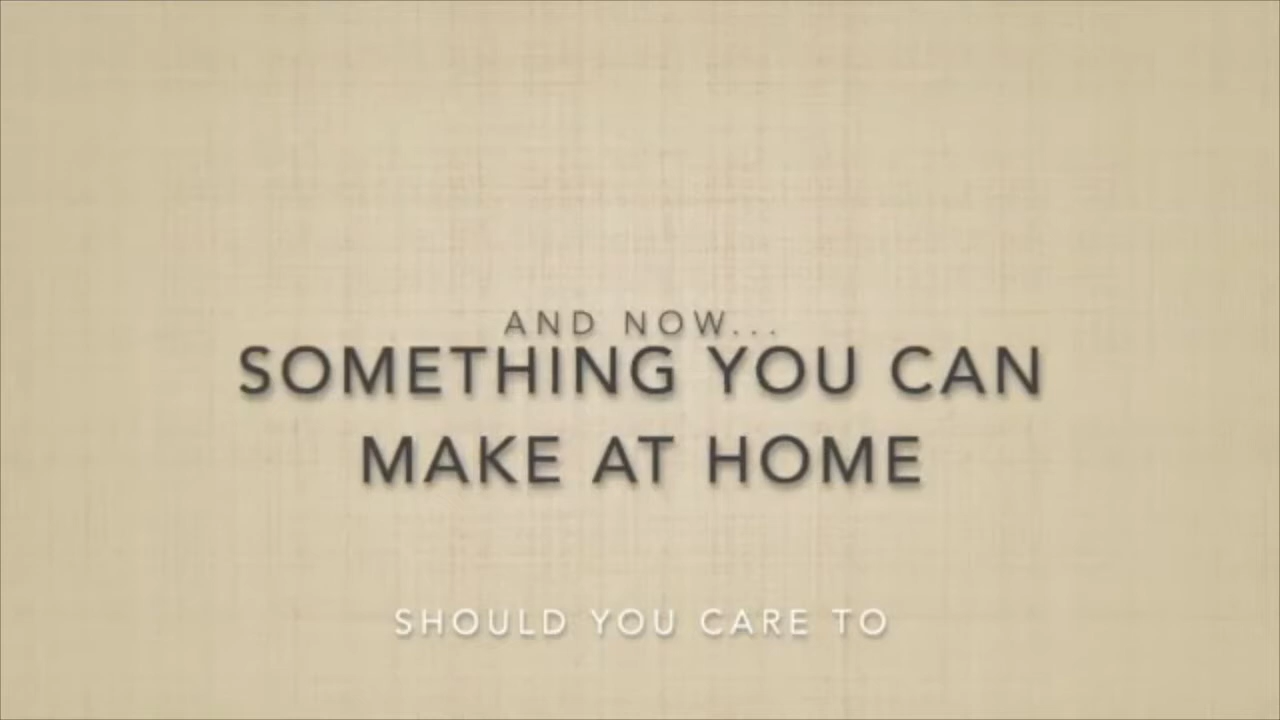 AND NOW...
SOMETHING YOU CAN
MAKE AT HOME
SHOULD YOU CARE TO